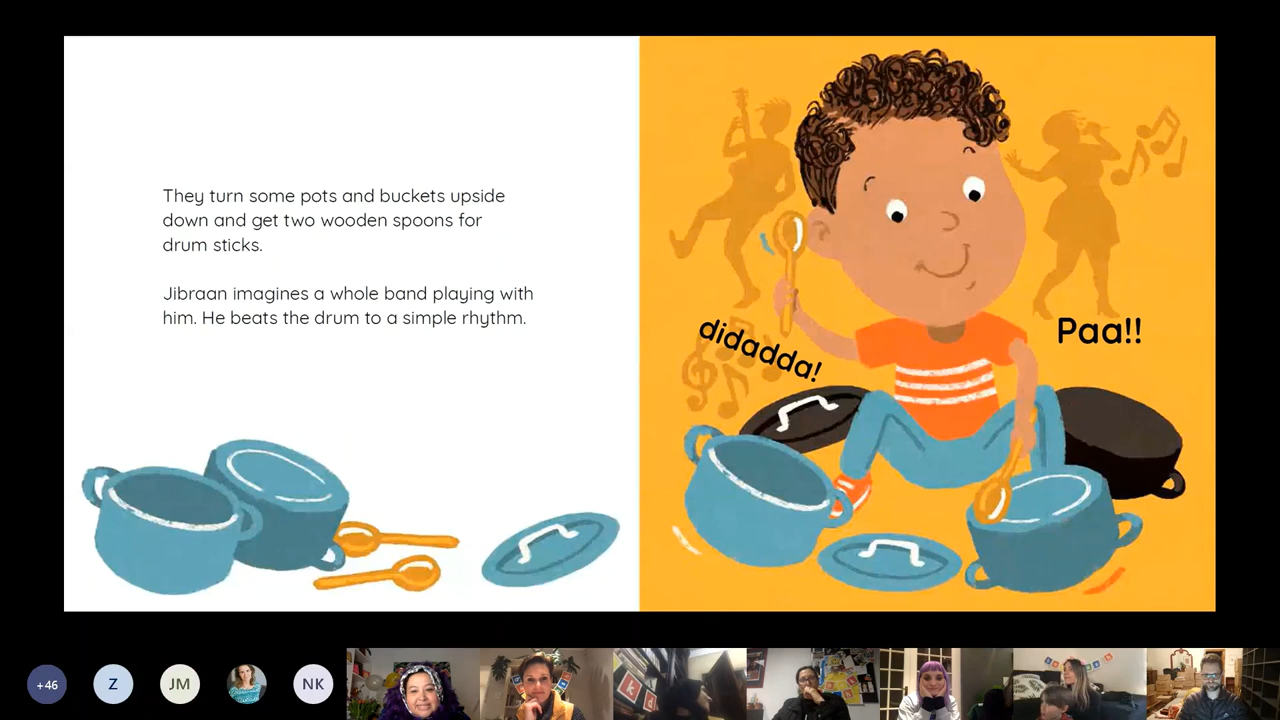 They turn some pots and buckets upside
down and get two wooden spoons for
drum sticks.
Jibraan imagines a whole band playing with
him. He beats the drum to a simple rhythm.
didadda!
Paa!!
+46
Z
JM
NK